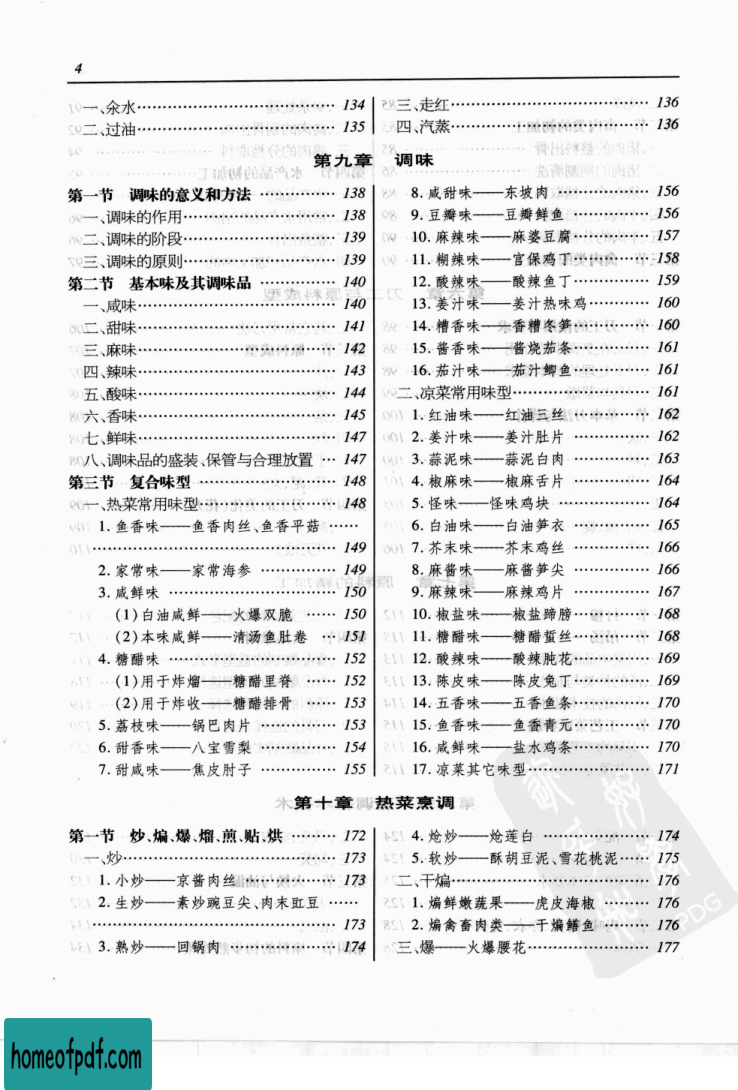 4
一、汆水…………………… 134
二、过油…………………… 135
三、走红…………………… 136
四、汽蒸…………………… 136
第九章 调味
第一节 调味的意义和方法 ………… 138
一、调味的作用………………… 138
二、调味的阶段………………… 139
三、调味的原则………………… 139
第二节 基本味及其调味品 ………… 140
一、咸味…………………… 140
二、甜味…………………… 141
三、麻味…………………… 142
四、辣味…………………… 143
五、酸味…………………… 144
六、香味…………………… 145
七、鲜味…………………… 147
八、调味品的盛装、保管与合理放置 … 147
第三节 复合味型 ……………… 148
一、热菜常用味型……………… 148
1. 鱼香味——鱼香肉丝、鱼香平菇 ……
…………………………… 149
2. 家常味——家常海参 ………… 149
3. 咸鲜味 …………………… 150
(1)白油咸鲜——火爆双脆 …… 150
(2)本味咸鲜——清汤鱼肚卷 … 151
4. 糖醋味 …………………… 152
(1)用于炸熘——糖醋里脊 …… 152
(2)用于炸收——糖醋排骨 …… 153
5. 荔枝味——锅巴肉片 ………… 153
6. 甜香味——八宝雪梨 ………… 154
7. 甜咸味——焦皮肘子 ………… 155
8. 咸甜味——东坡肉 …………… 156
9. 豆瓣味——豆瓣鲜鱼 ………… 156
10. 麻辣味——麻婆豆腐 ………… 157
11. 糊辣味——宫保鸡丁 ………… 158
12. 酸辣味——酸辣鱼丁 ………… 159
13. 姜汁味——姜汁热味鸡 ……… 160
14. 糟香味——香糟冬笋 ………… 160
15. 酱香味——酱烧茄条 ………… 161
16. 茄汁味——茄汁鲫鱼 ………… 161
二、凉菜常用味型……………… 161
1. 红油味——红油三丝 ………… 162
2. 姜汁味——姜汁肚片 ………… 162
3. 蒜泥味——蒜泥白肉 ………… 163
4. 椒麻味——椒麻舌片 ………… 164
5. 怪味——怪味鸡块 …………… 164
6. 白油味——白油笋衣 ………… 165
7. 芥末味——芥末鸡丝 ………… 166
8. 麻酱味——麻酱笋尖 ………… 166
9. 麻辣味——麻辣鸡片 ………… 167
10. 椒盐味——椒盐蹄膀 ………… 168
11. 糖醋味——糖醋蜇丝 ………… 168
12. 酸辣味——酸辣肫花 ………… 169
13. 陈皮味——陈皮兔丁 ………… 169
14. 五香味——五香鱼条 ………… 170
15. 鱼香味——鱼香青元 ………… 170
16. 咸鲜味——盐水鸡条 ………… 170
17. 凉菜其它味型……………… 171
第十章 热菜烹调
第一节 炒、煸、爆、熘、煎、贴、烘 ……… 172
一、炒……………………… 173
1. 小炒——京酱肉丝 …………… 173
2. 生炒——素炒豌豆尖、肉末豇豆 ……
…………………………… 173
3. 熟炒——回锅肉 …………… 174
4. 炝炒——炝莲白 …………… 174
5. 软炒——酥胡豆泥、雪花桃泥… 175
二、干煸…………………… 176
1. 煸鲜嫩蔬果——虎皮海椒 …… 176
2. 煸禽畜肉类——干煸鳝鱼 …… 176
三、爆——火爆腰花……………… 177
PDG
homeofpdf.com